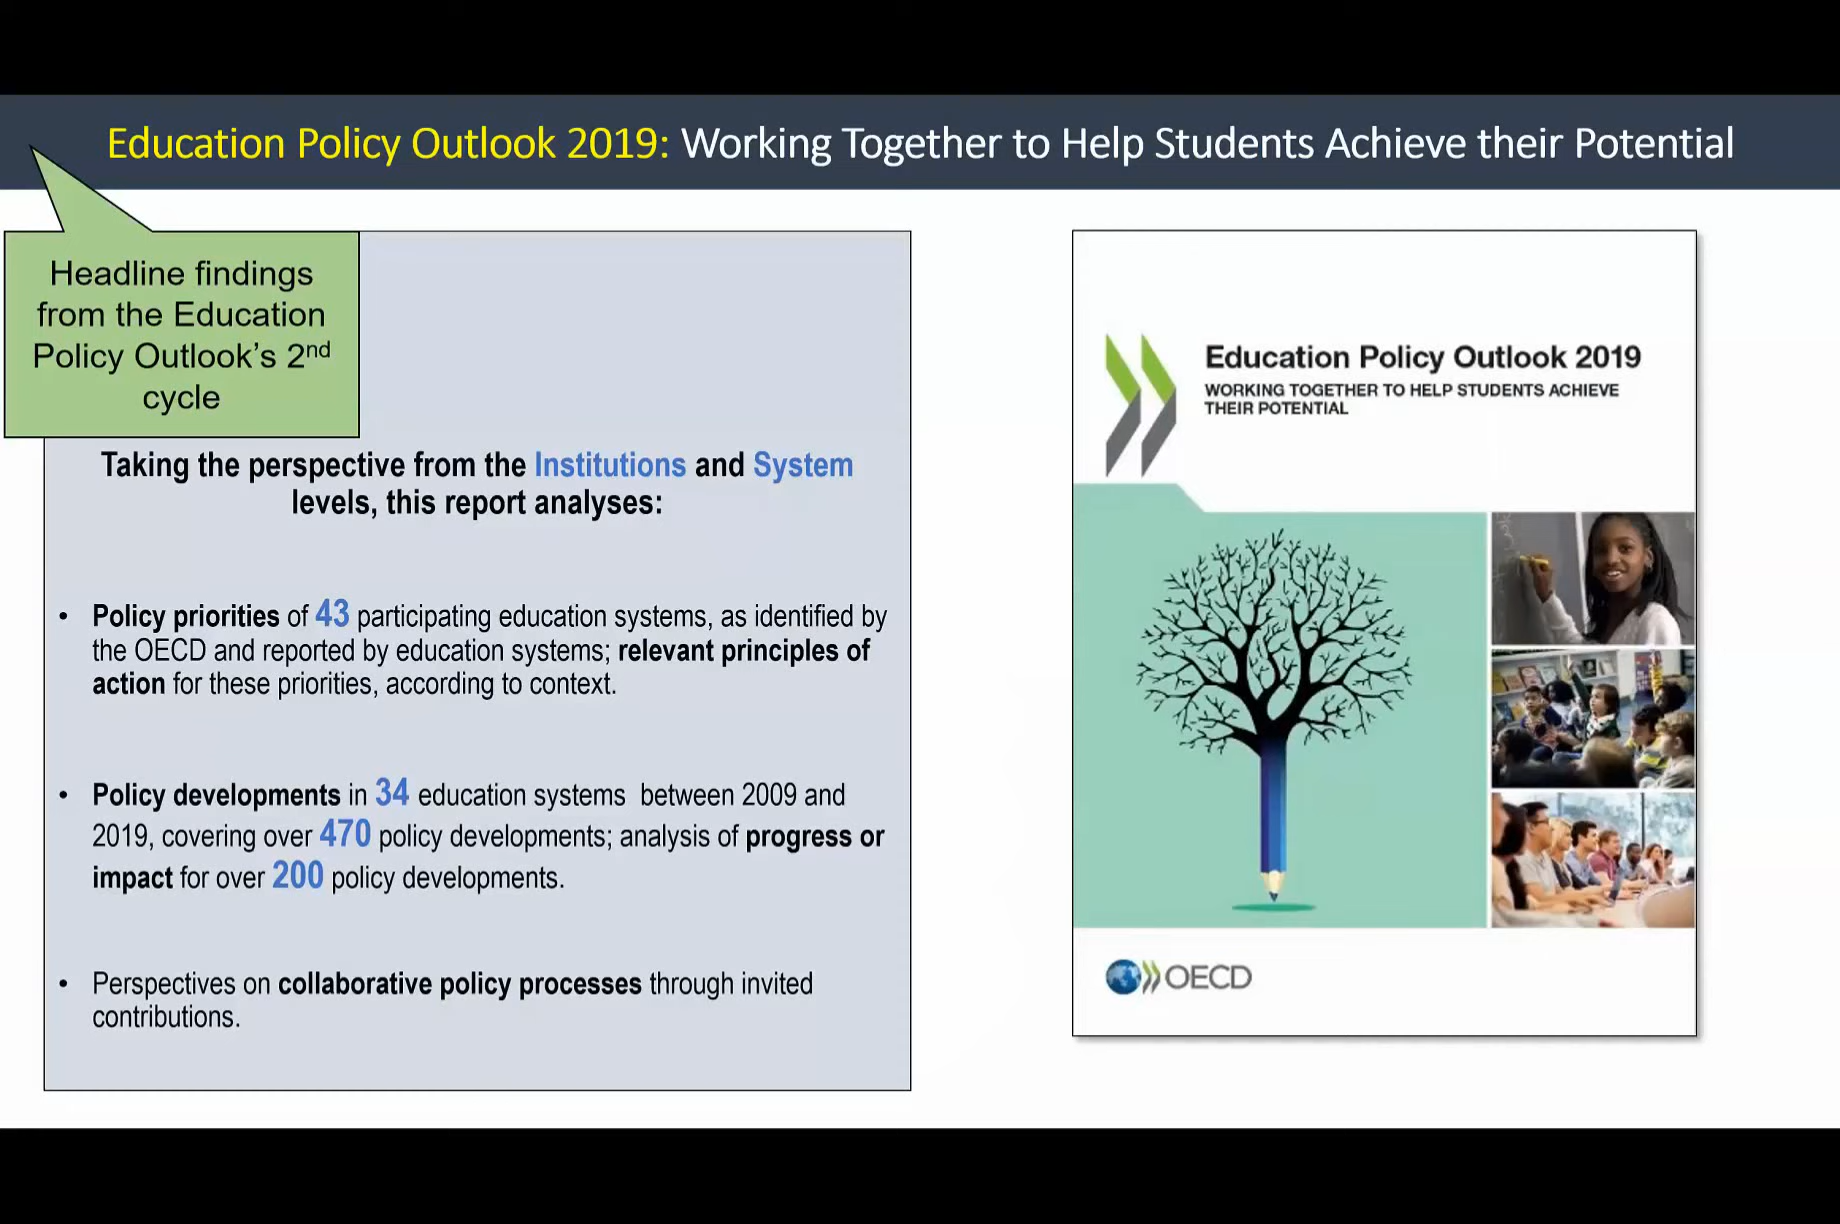 Education Policy Outlook 2019: Working Together to Help Students Achieve their Potential
Headline findings
from the Education
Policy Outlook’s 2nd
cycle
Taking the perspective from the Institutions and System
levels, this report analyses:
• Policy priorities of 43 participating education systems, as identified by
the OECD and reported by education systems; relevant principles of
action for these priorities, according to context.
• Policy developments in 34 education systems between 2009 and
2019, covering over 470 policy developments; analysis of progress or
impact for over 200 policy developments.
• Perspectives on collaborative policy processes through invited
contributions.
Education Policy Outlook 2019
WORKING TOGETHER TO HELP STUDENTS ACHIEVE
THEIR POTENTIAL
OECD